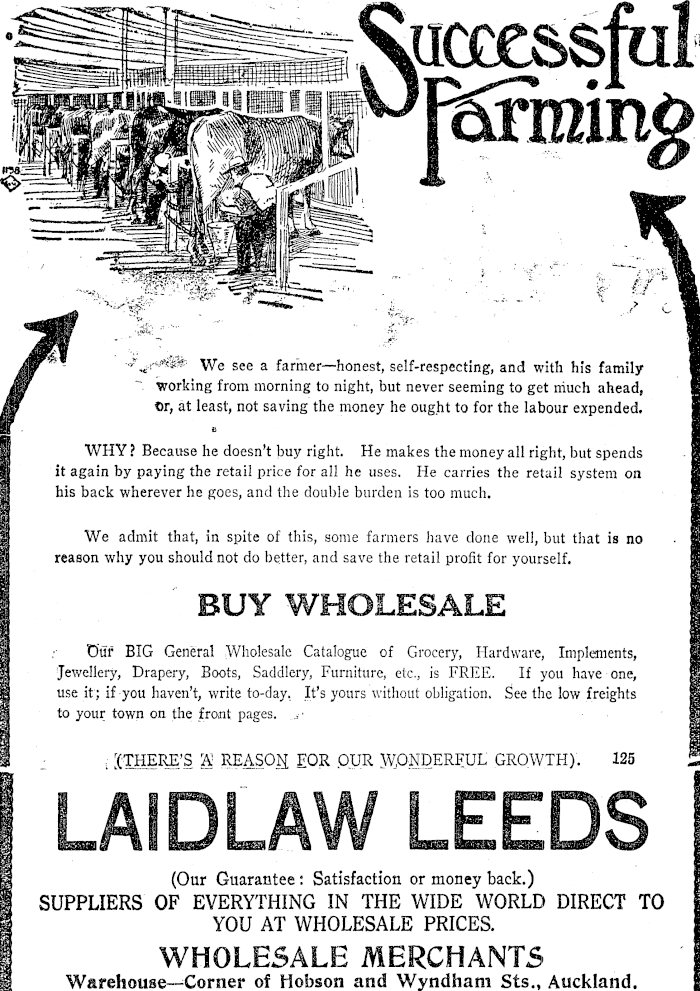 Successful
Farming
We see a farmer—honest, self-respecting, and with his family
working from morning to night, but never seeming to get much ahead,
or, at least, not saving the money he ought to for the labour expended.
WHY? Because he doesn't buy right. He makes the money all right, but spends
it again by paying the retail price for all he uses. He carries the retail system on
his back wherever he goes, and the double burden is too much.
We admit that, in spite of this, some farmers have done well, but that is no
reason why you should not do better, and save the retail profit for yourself.
BUY WHOLESALE
Our BIG General Wholesale Catalogue of Grocery, Hardware, Implements,
Jewellery, Drapery, Boots, Saddlery, Furniture, etc., is FREE. If you have one,
use it; if you haven't, write to-day. It's yours without obligation. See the low freights
to your town on the front pages.
(THERE'S A REASON FOR OUR WONDERFUL GROWTH). 125
LAIDLAW LEEDS
(Our Guarantee: Satisfaction or money back.)
SUPPLIERS OF EVERYTHING IN THE WIDE WORLD DIRECT TO
YOU AT WHOLESALE PRICES.
WHOLESALE MERCHANTS
Warehouse—Corner of Hobson and Wyndham Sts., Auckland.